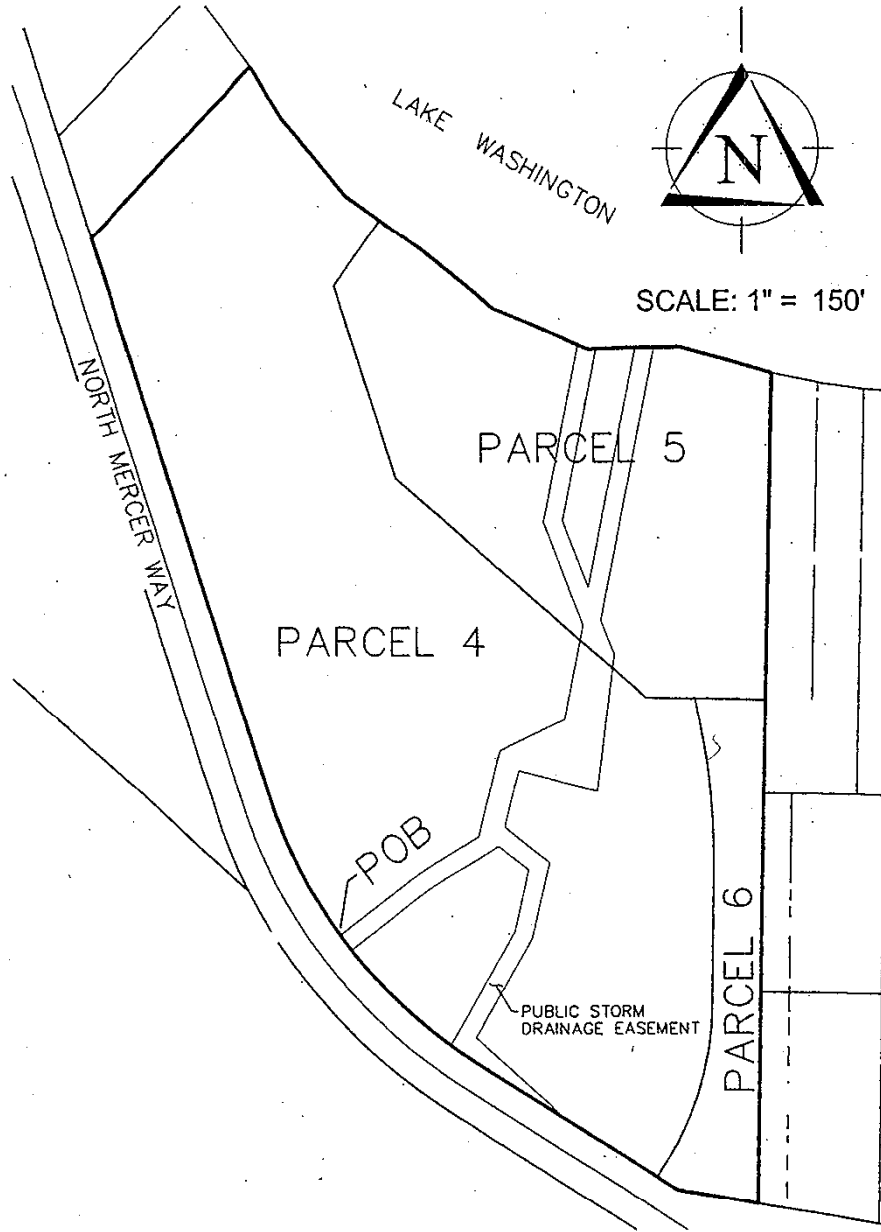 LAKE WASHINGTON
N
SCALE: 1" = 150'
NORTH MERCER WAY
PARCEL 5
PARCEL 4
POB
PARCEL 6
PUBLIC STORM
DRAINAGE EASEMENT